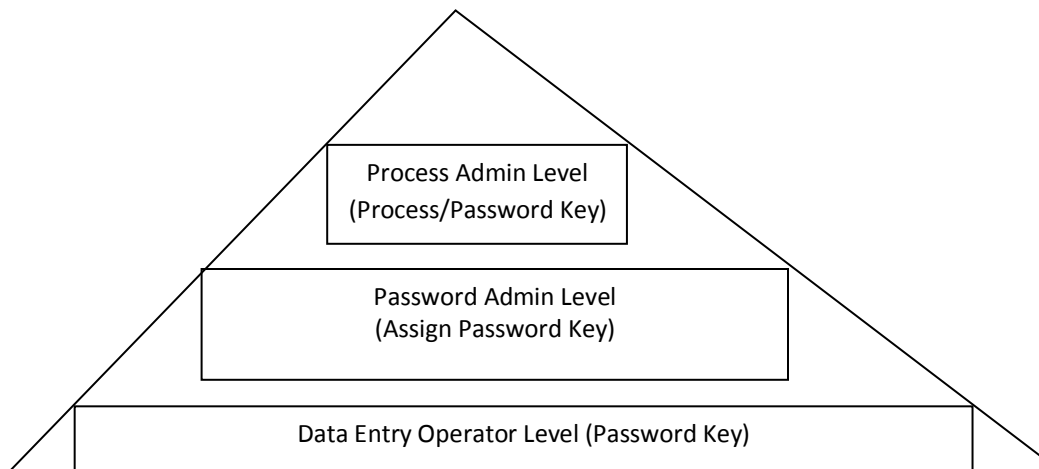 Process Admin Level
(Process/Password Key)
Password Admin Level
(Assign Password Key)
Data Entry Operator Level (Password Key)